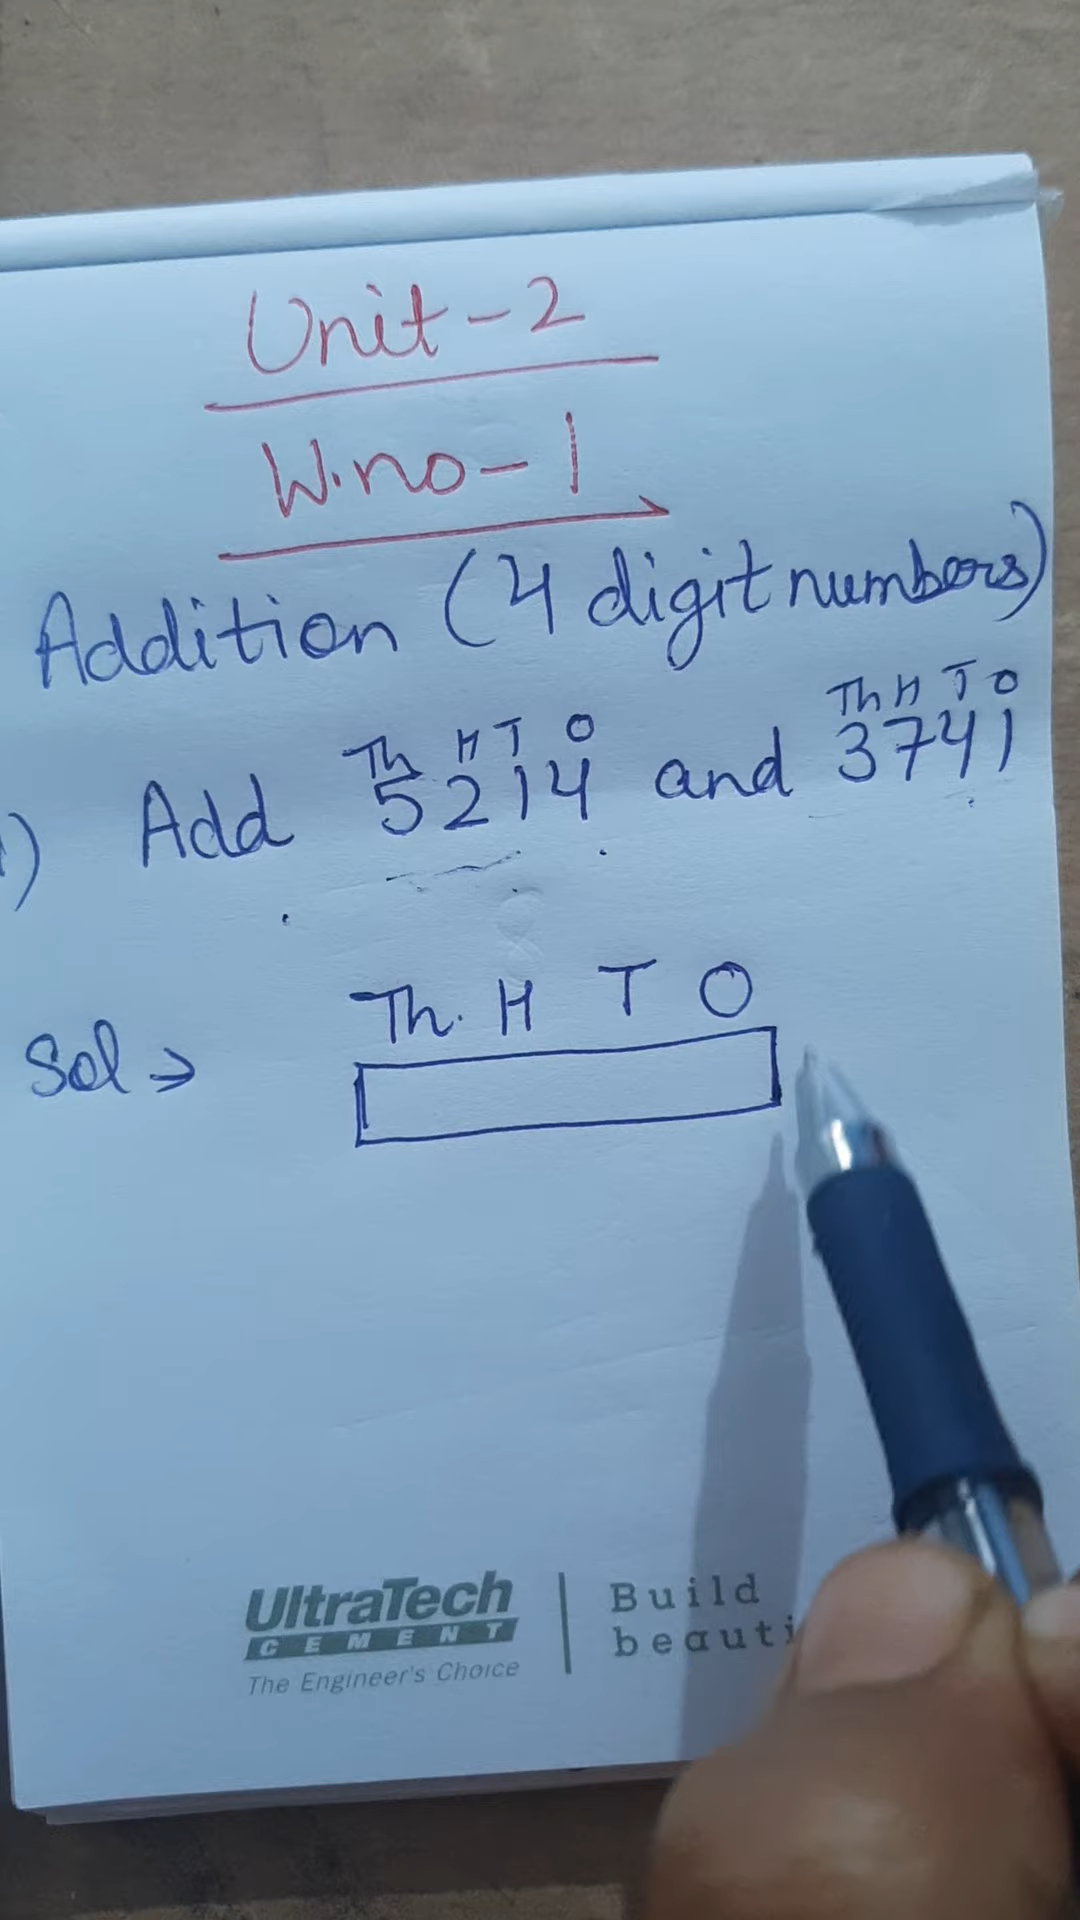 Unit-2
W.no-1
Addition (4 digit numbers)
Th H T O Th H T O
1) Add 5214 and 3741
Th. H T O
Sol →
UltraTech
CEMENT
The Engineer's Choice
Build
beauti